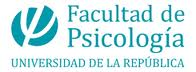 Facultad de
Psicología
UNIVERSIDAD DE LA REPÚBLICA